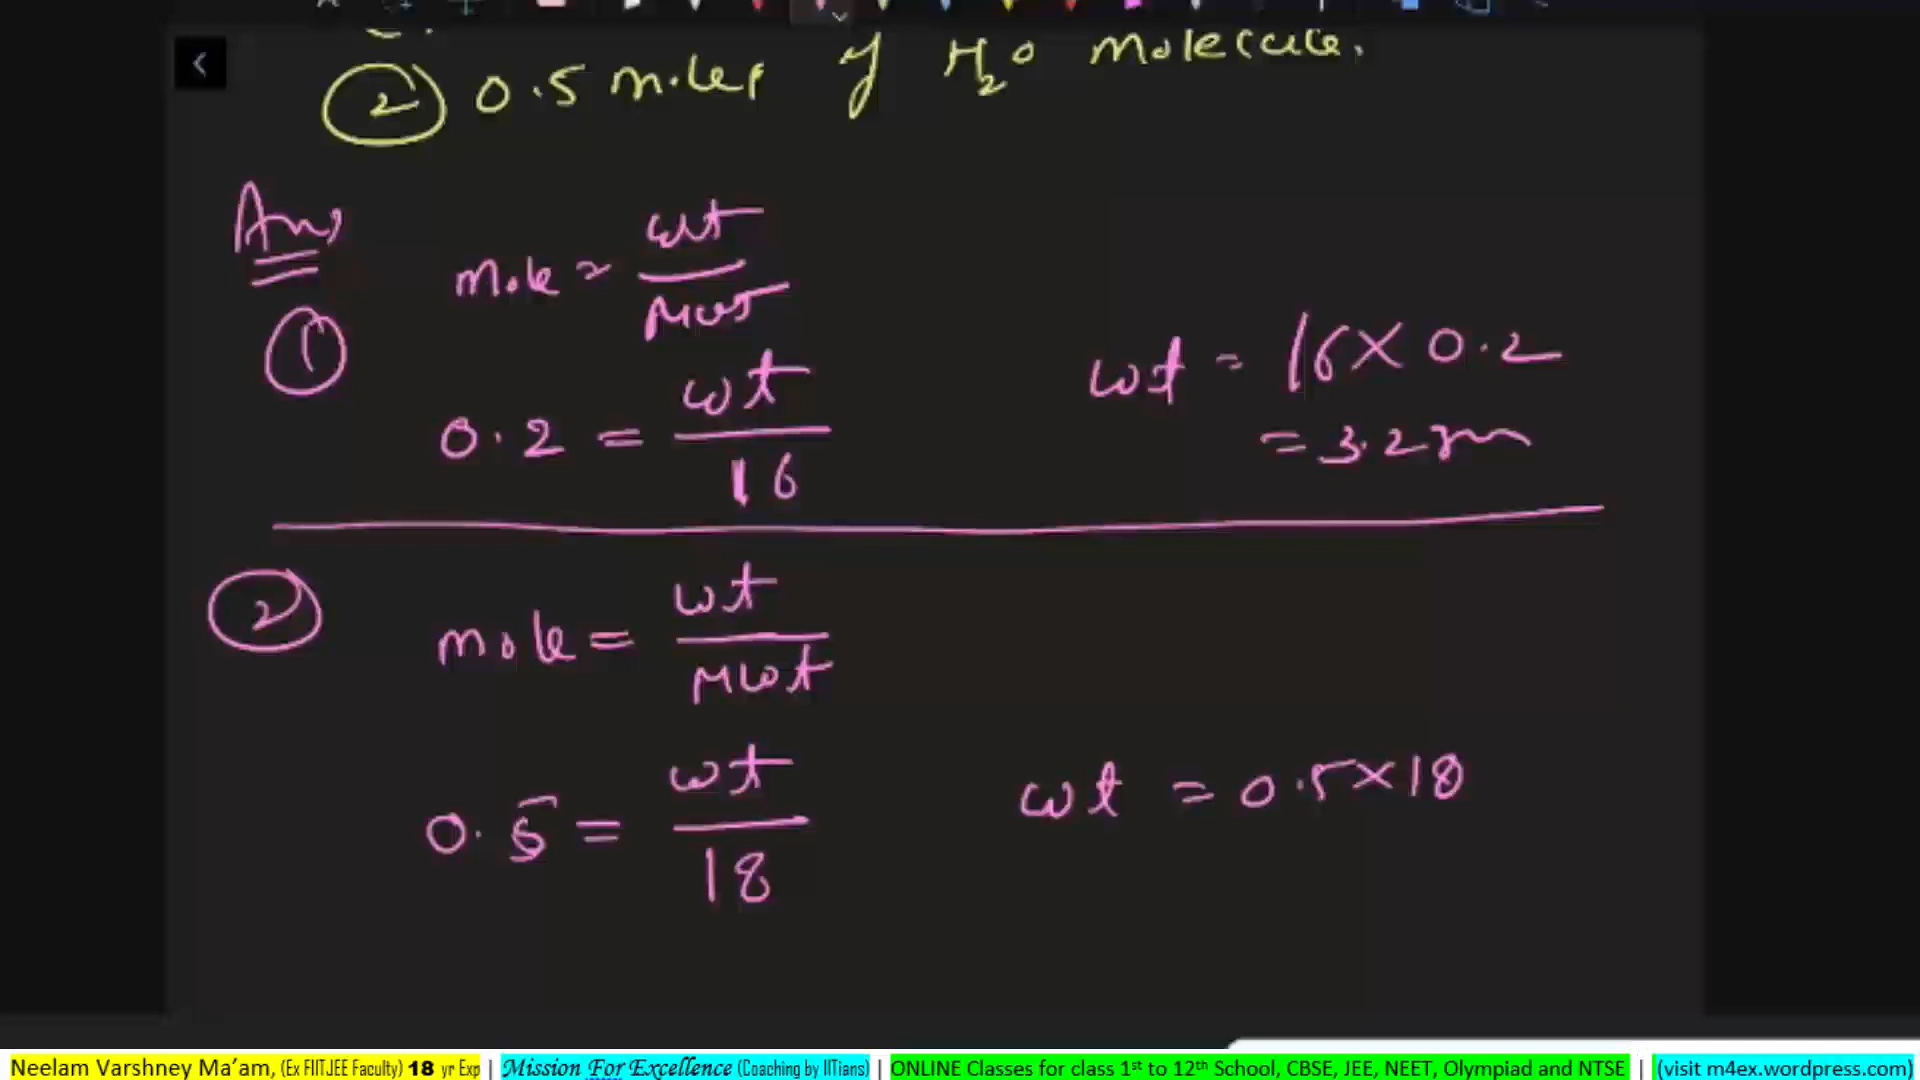 ② 0.5 moles of H₂O molecule.
Ans
① mole = wt / Mwt
0.2 = wt / 16
wt = 16 × 0.2
= 3.2 gm
② mole = wt / Mwt
0.5 = wt / 18
wt = 0.5 × 18
Neelam Varshney Ma’am, (Ex FIITJEE Faculty) 18 yr Exp | Mission For Excellence (Coaching by IITians) | ONLINE Classes for class 1st to 12th School, CBSE, JEE, NEET, Olympiad and NTSE | (visit m4ex.wordpress.com)